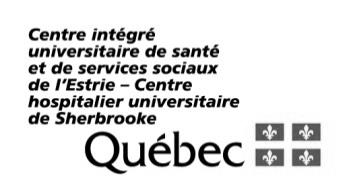 Centre intégré
universitaire de santé
et de services sociaux
de l'Estrie – Centre
hospitalier universitaire
de Sherbrooke
Québec